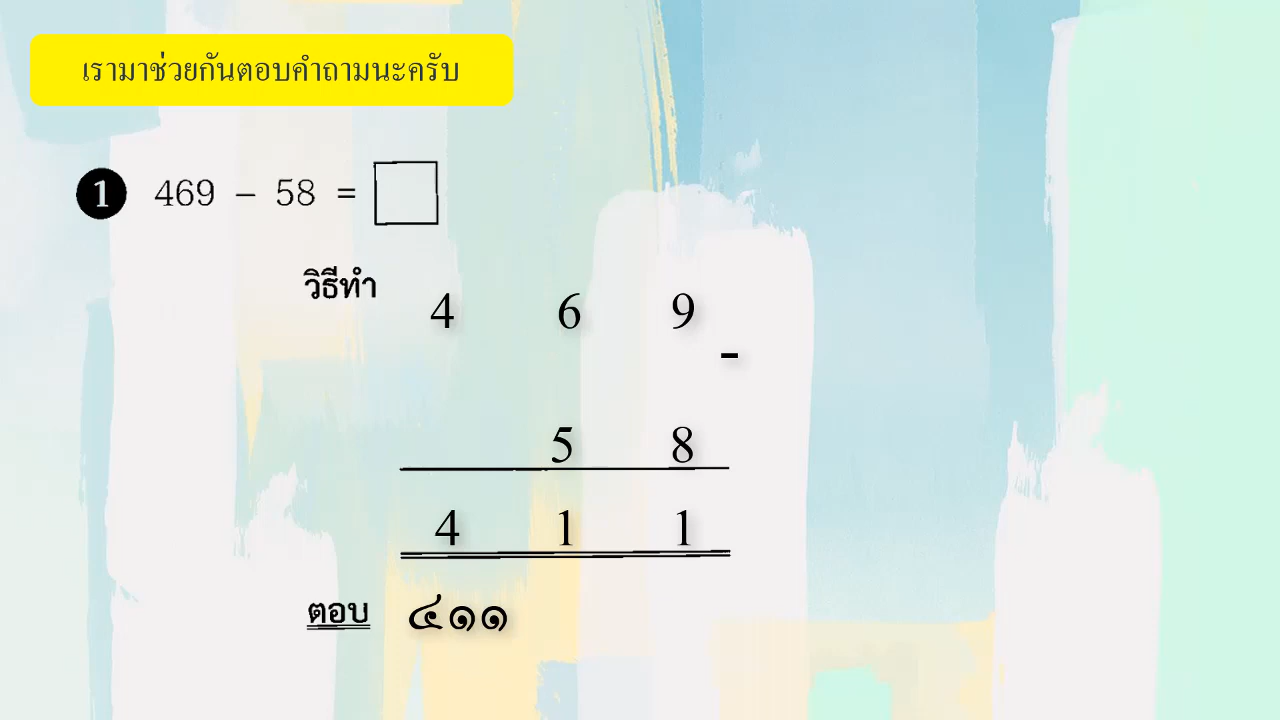 เรามาช่วยกันตอบคำถามนะครับ
1 469 – 58 =
วิธีทำ
4 6 9
-
5 8
4 1 1
ตอบ ๔๑๑